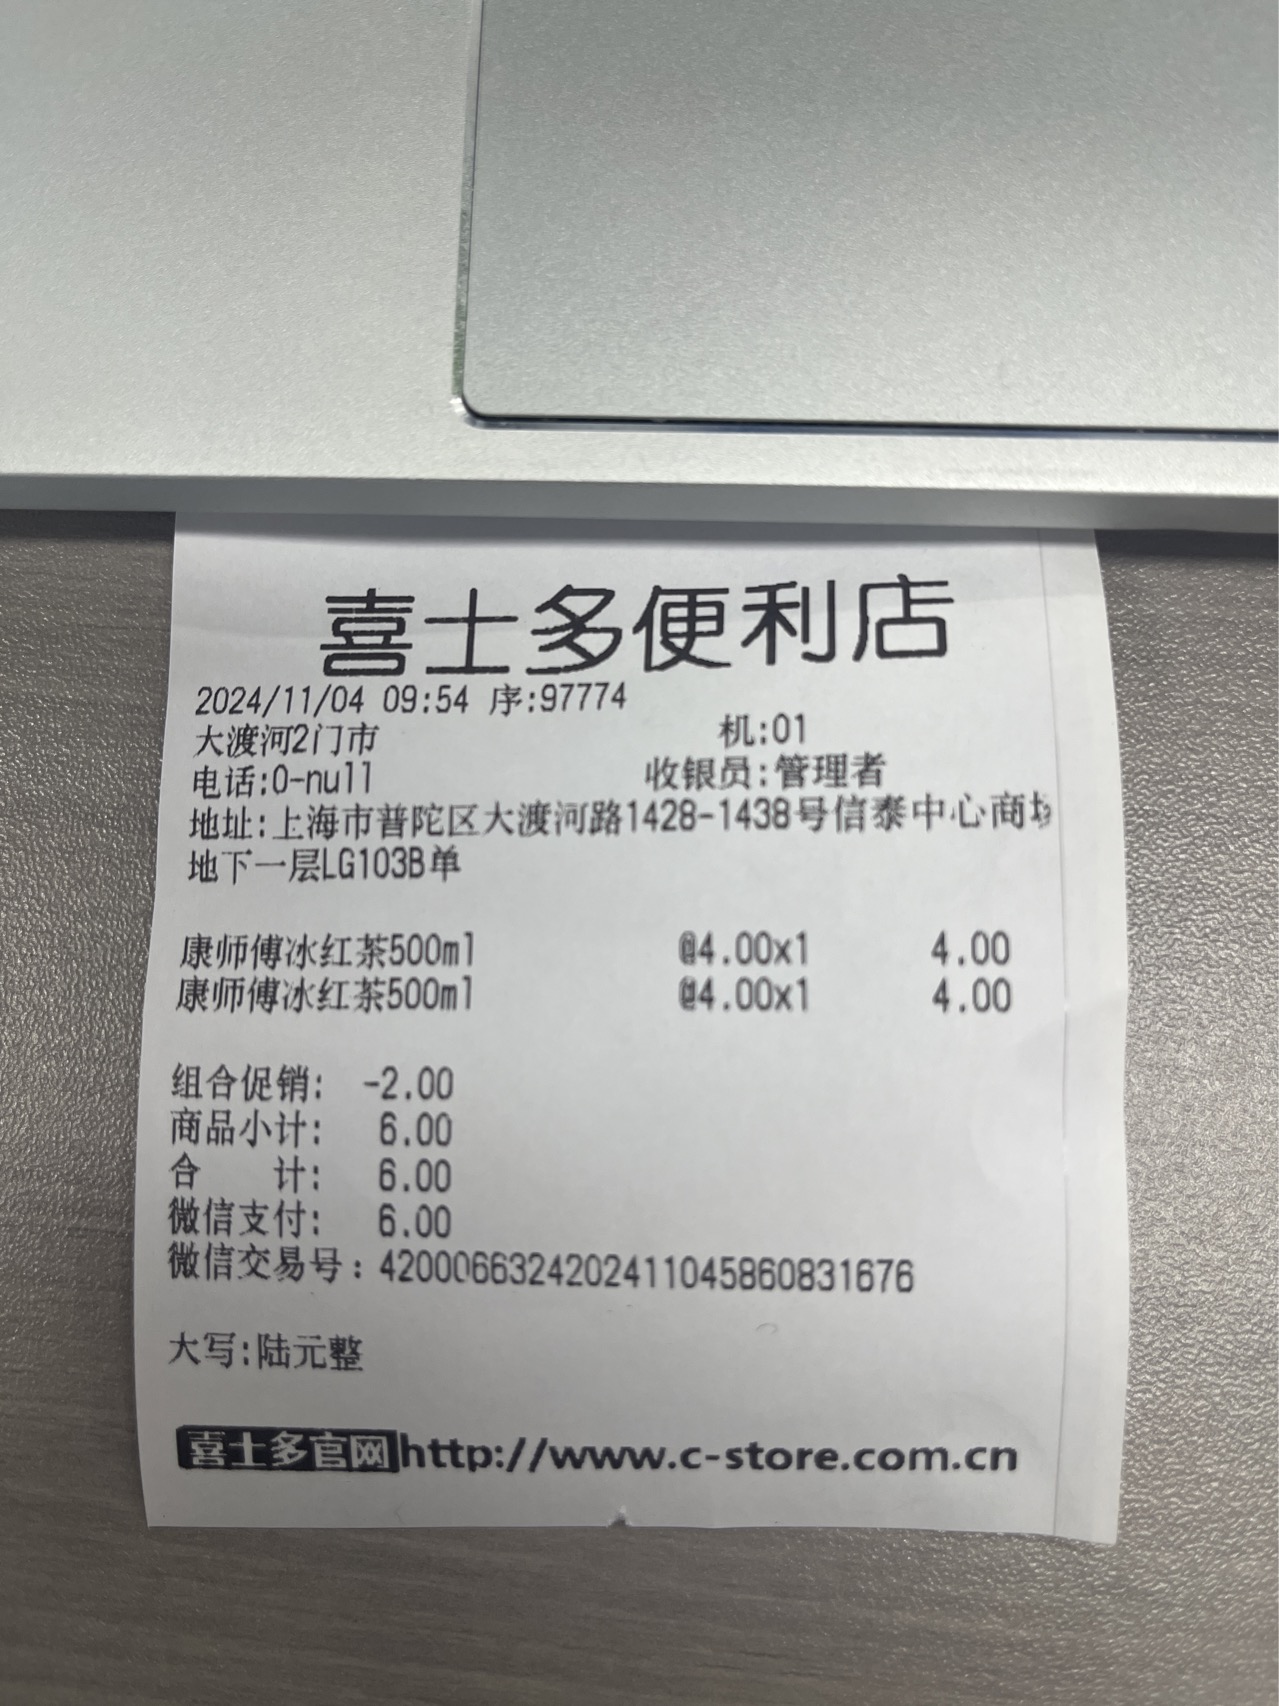 喜士多便利店
2024/11/04 09:54 序:97774
大渡河2门市 机:01
电话:0-null 收银员:管理者
地址:上海市普陀区大渡河路1428-1438号信泰中心商场
地下一层LG103B单
康师傅冰红茶500ml @4.00x1 4.00
康师傅冰红茶500ml @4.00x1 4.00
组合促销: -2.00
商品小计: 6.00
合 计: 6.00
微信支付: 6.00
微信交易号: 4200066324202411045860831676
大写:陆元整
喜士多官网http://www.c-store.com.cn